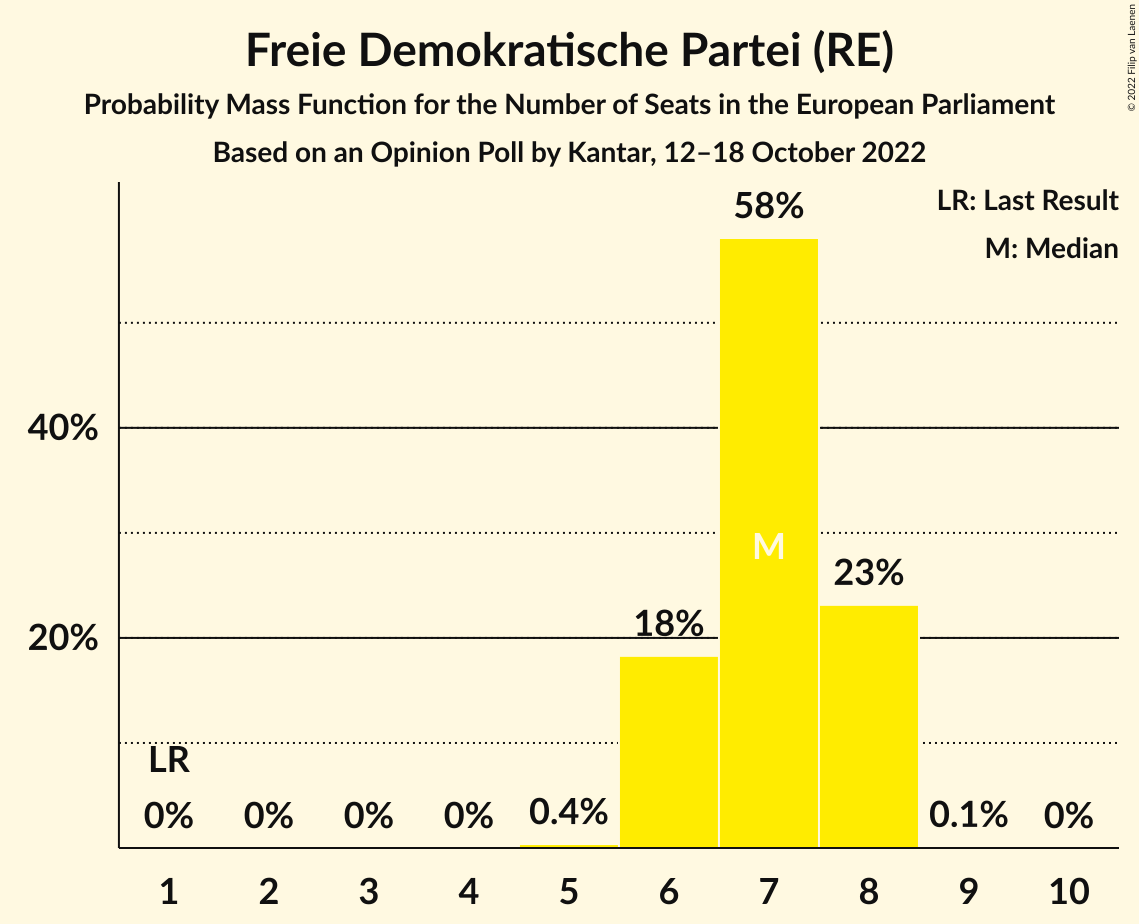 Freie Demokratische Partei (RE)
Probability Mass Function for the Number of Seats in the European Parliament
Based on an Opinion Poll by Kantar, 12–18 October 2022
© 2022 Filip van Laenen
LR: Last Result
M: Median
58%
40%
M
23%
18%
20%
LR
0% 0% 0% 0% 0.4% 0.1% 0%
1 2 3 4 5 6 7 8 9 10